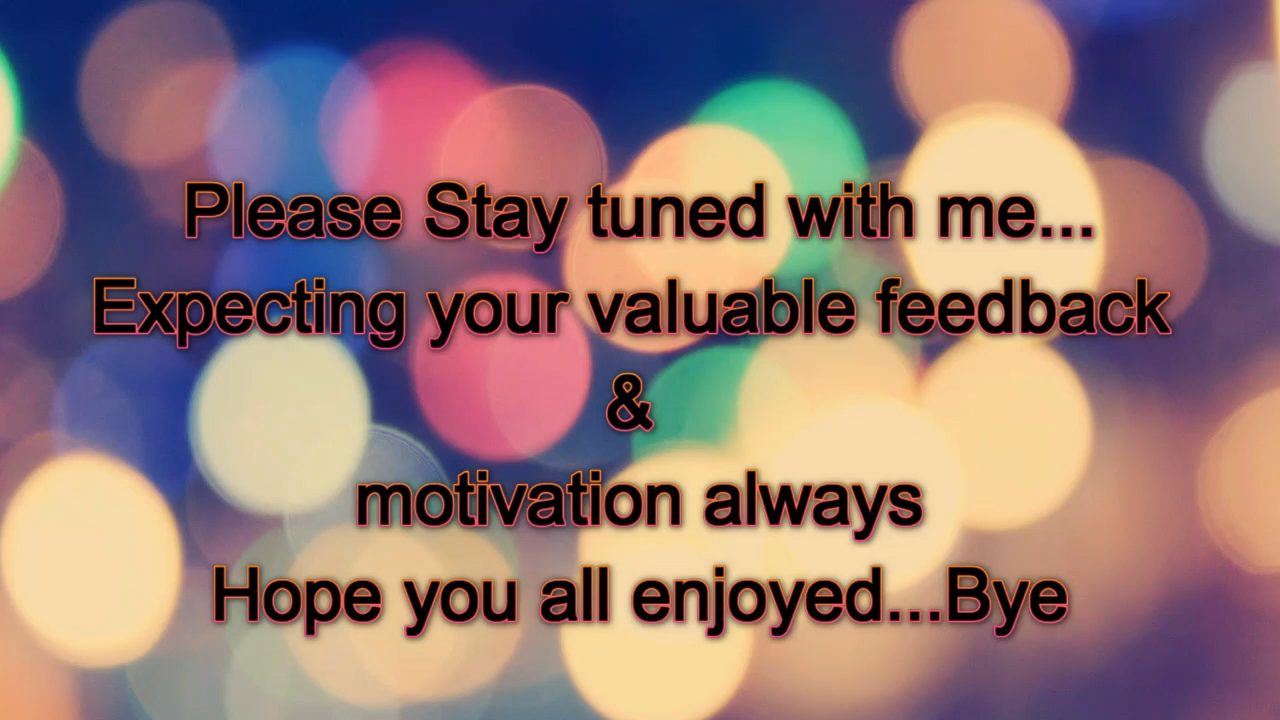 Please Stay tuned with me...
Expecting your valuable feedback
&
motivation always
Hope you all enjoyed...Bye